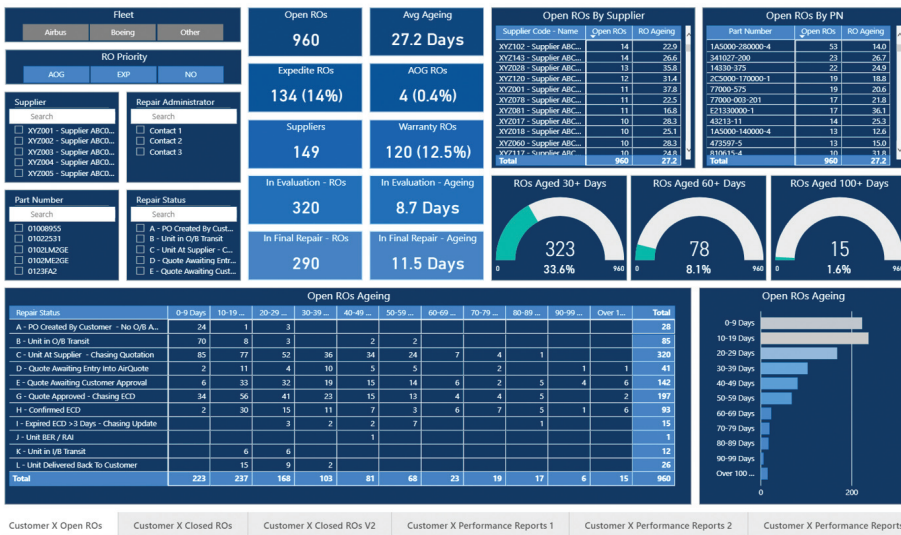 Fleet
Airbus Boeing Other
RO Priority
AOG EXP NO
Supplier
Search
XYZ001 - Supplier ABC0...
XYZ002 - Supplier ABC0...
XYZ003 - Supplier ABC0...
XYZ004 - Supplier ABC0...
XYZ005 - Supplier ABC0...
Repair Administrator
Search
Contact 1
Contact 2
Contact 3
Part Number
Search
01008955
01022531
0102LM2GE
0102ME2GE
0123FA2
Repair Status
Search
A - PO Created By Cust...
B - Unit in O/B Transit
C - Unit At Supplier - C...
D - Quote Awaiting Entr...
E - Quote Awaiting Cust...
Open ROs
960
Avg Ageing
27.2 Days
Expedite ROs
134 (14%)
AOG ROs
4 (0.4%)
Suppliers
149
Warranty ROs
120 (12.5%)
In Evaluation - ROs
320
In Evaluation - Ageing
8.7 Days
In Final Repair - ROs
290
In Final Repair - Ageing
11.5 Days
Open ROs By Supplier
Supplier Code - Name Open ROs RO Ageing
XYZ102 - Supplier ABC... 14 22.9
XYZ143 - Supplier ABC... 14 26.6
XYZ028 - Supplier ABC... 13 35.8
XYZ120 - Supplier ABC... 12 31.4
XYZ001 - Supplier ABC... 11 37.8
XYZ078 - Supplier ABC... 11 22.5
XYZ081 - Supplier ABC... 11 16.8
XYZ017 - Supplier ABC... 10 28.3
XYZ018 - Supplier ABC... 10 25.1
XYZ060 - Supplier ABC... 10 28.3
XYZ117 - Supplier ABC... 10 24.8
Total 960 27.2
Open ROs By PN
Part Number Open ROs RO Ageing
1A5000-280000-4 53 14.0
341027-200 23 26.7
14330-375 22 24.9
2C5000-170000-1 19 18.8
77000-575 19 20.6
77000-003-201 17 21.8
E21330000-1 17 36.1
43213-11 14 25.3
1A5000-140000-4 13 12.6
473597-5 13 15.0
810615-4 10 31.8
Total 960 27.2
ROs Aged 30+ Days
323
0 33.6% 960
ROs Aged 60+ Days
78
0 8.1% 960
ROs Aged 100+ Days
15
0 1.6% 960
Open ROs Ageing
Repair Status 0-9 Days 10-19 ... 20-29 ... 30-39 ... 40-49 ... 50-59 ... 60-69 ... 70-79 ... 80-89 ... 90-99 ... Over 1... Total
A - PO Created By Customer - No O/B A... 24 1 3 28
B - Unit in O/B Transit 70 8 3 2 2 85
C - Unit At Supplier - Chasing Quotation 85 77 52 36 34 24 7 4 1 320
D - Quote Awaiting Entry Into AirQuote 2 11 4 10 5 5 2 1 1 41
E - Quote Awaiting Customer Approval 6 33 32 19 15 14 6 2 5 4 6 142
G - Quote Approved - Chasing ECD 34 56 41 23 15 13 4 4 5 2 197
H - Confirmed ECD 2 30 15 11 7 3 6 7 5 1 6 93
I - Expired ECD >3 Days - Chasing Update 3 2 2 7 1 15
J - Unit BER / RAI 1 1
K - Unit in I/B Transit 6 6 12
L - Unit Delivered Back To Customer 15 9 2 26
Total 223 237 168 103 81 68 23 19 17 6 15 960
Open ROs Ageing
0-9 Days
10-19 Days
20-29 Days
30-39 Days
40-49 Days
50-59 Days
60-69 Days
70-79 Days
80-89 Days
90-99 Days
Over 100 ...
0 200
Customer X Open ROs Customer X Closed ROs Customer X Closed ROs V2 Customer X Performance Reports 1 Customer X Performance Reports 2 Customer X Performance Reports